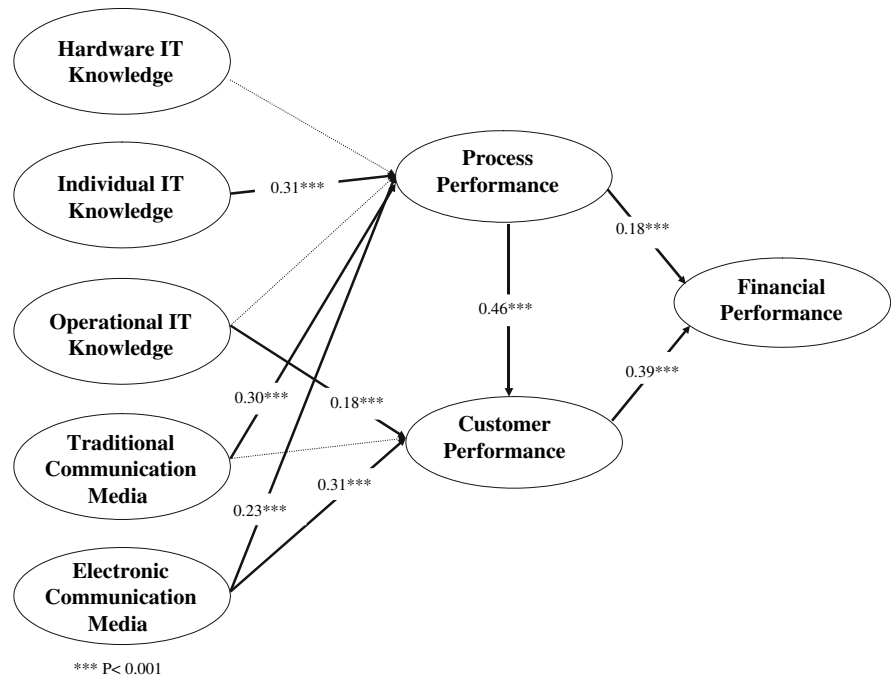 Hardware IT
Knowledge
Individual IT
Knowledge
0.31***
Process
Performance
0.18***
Operational IT
Knowledge
0.46***
Financial
Performance
0.30***
0.18***
0.39***
Customer
Performance
Traditional
Communication
Media
0.31***
0.23***
Electronic
Communication
Media
*** P< 0.001